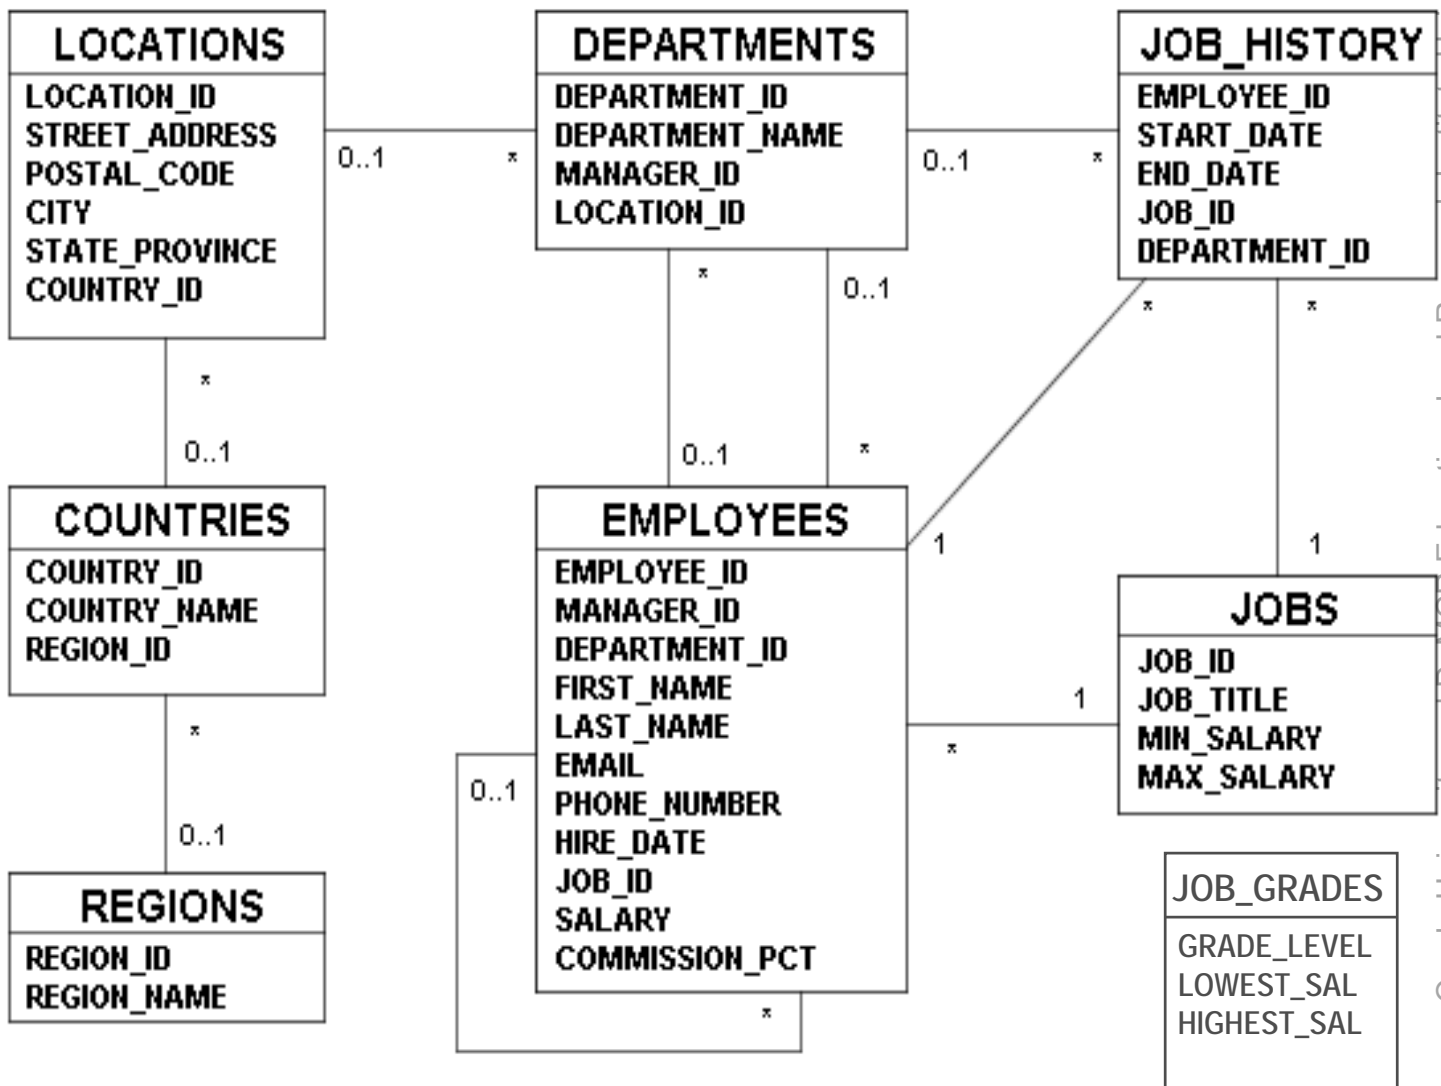 LOCATIONS
LOCATION_ID
STREET_ADDRESS
POSTAL_CODE
CITY
STATE_PROVINCE
COUNTRY_ID
0..1
*
DEPARTMENTS
DEPARTMENT_ID
DEPARTMENT_NAME
MANAGER_ID
LOCATION_ID
0..1
*
JOB_HISTORY
EMPLOYEE_ID
START_DATE
END_DATE
JOB_ID
DEPARTMENT_ID
*
0..1
*
0..1
0..1
*
*
1
*
1
COUNTRIES
COUNTRY_ID
COUNTRY_NAME
REGION_ID
*
0..1
EMPLOYEES
EMPLOYEE_ID
MANAGER_ID
DEPARTMENT_ID
FIRST_NAME
LAST_NAME
EMAIL
PHONE_NUMBER
HIRE_DATE
JOB_ID
SALARY
COMMISSION_PCT
0..1
*
1
*
JOBS
JOB_ID
JOB_TITLE
MIN_SALARY
MAX_SALARY
REGIONS
REGION_ID
REGION_NAME
JOB_GRADES
GRADE_LEVEL
LOWEST_SAL
HIGHEST_SAL